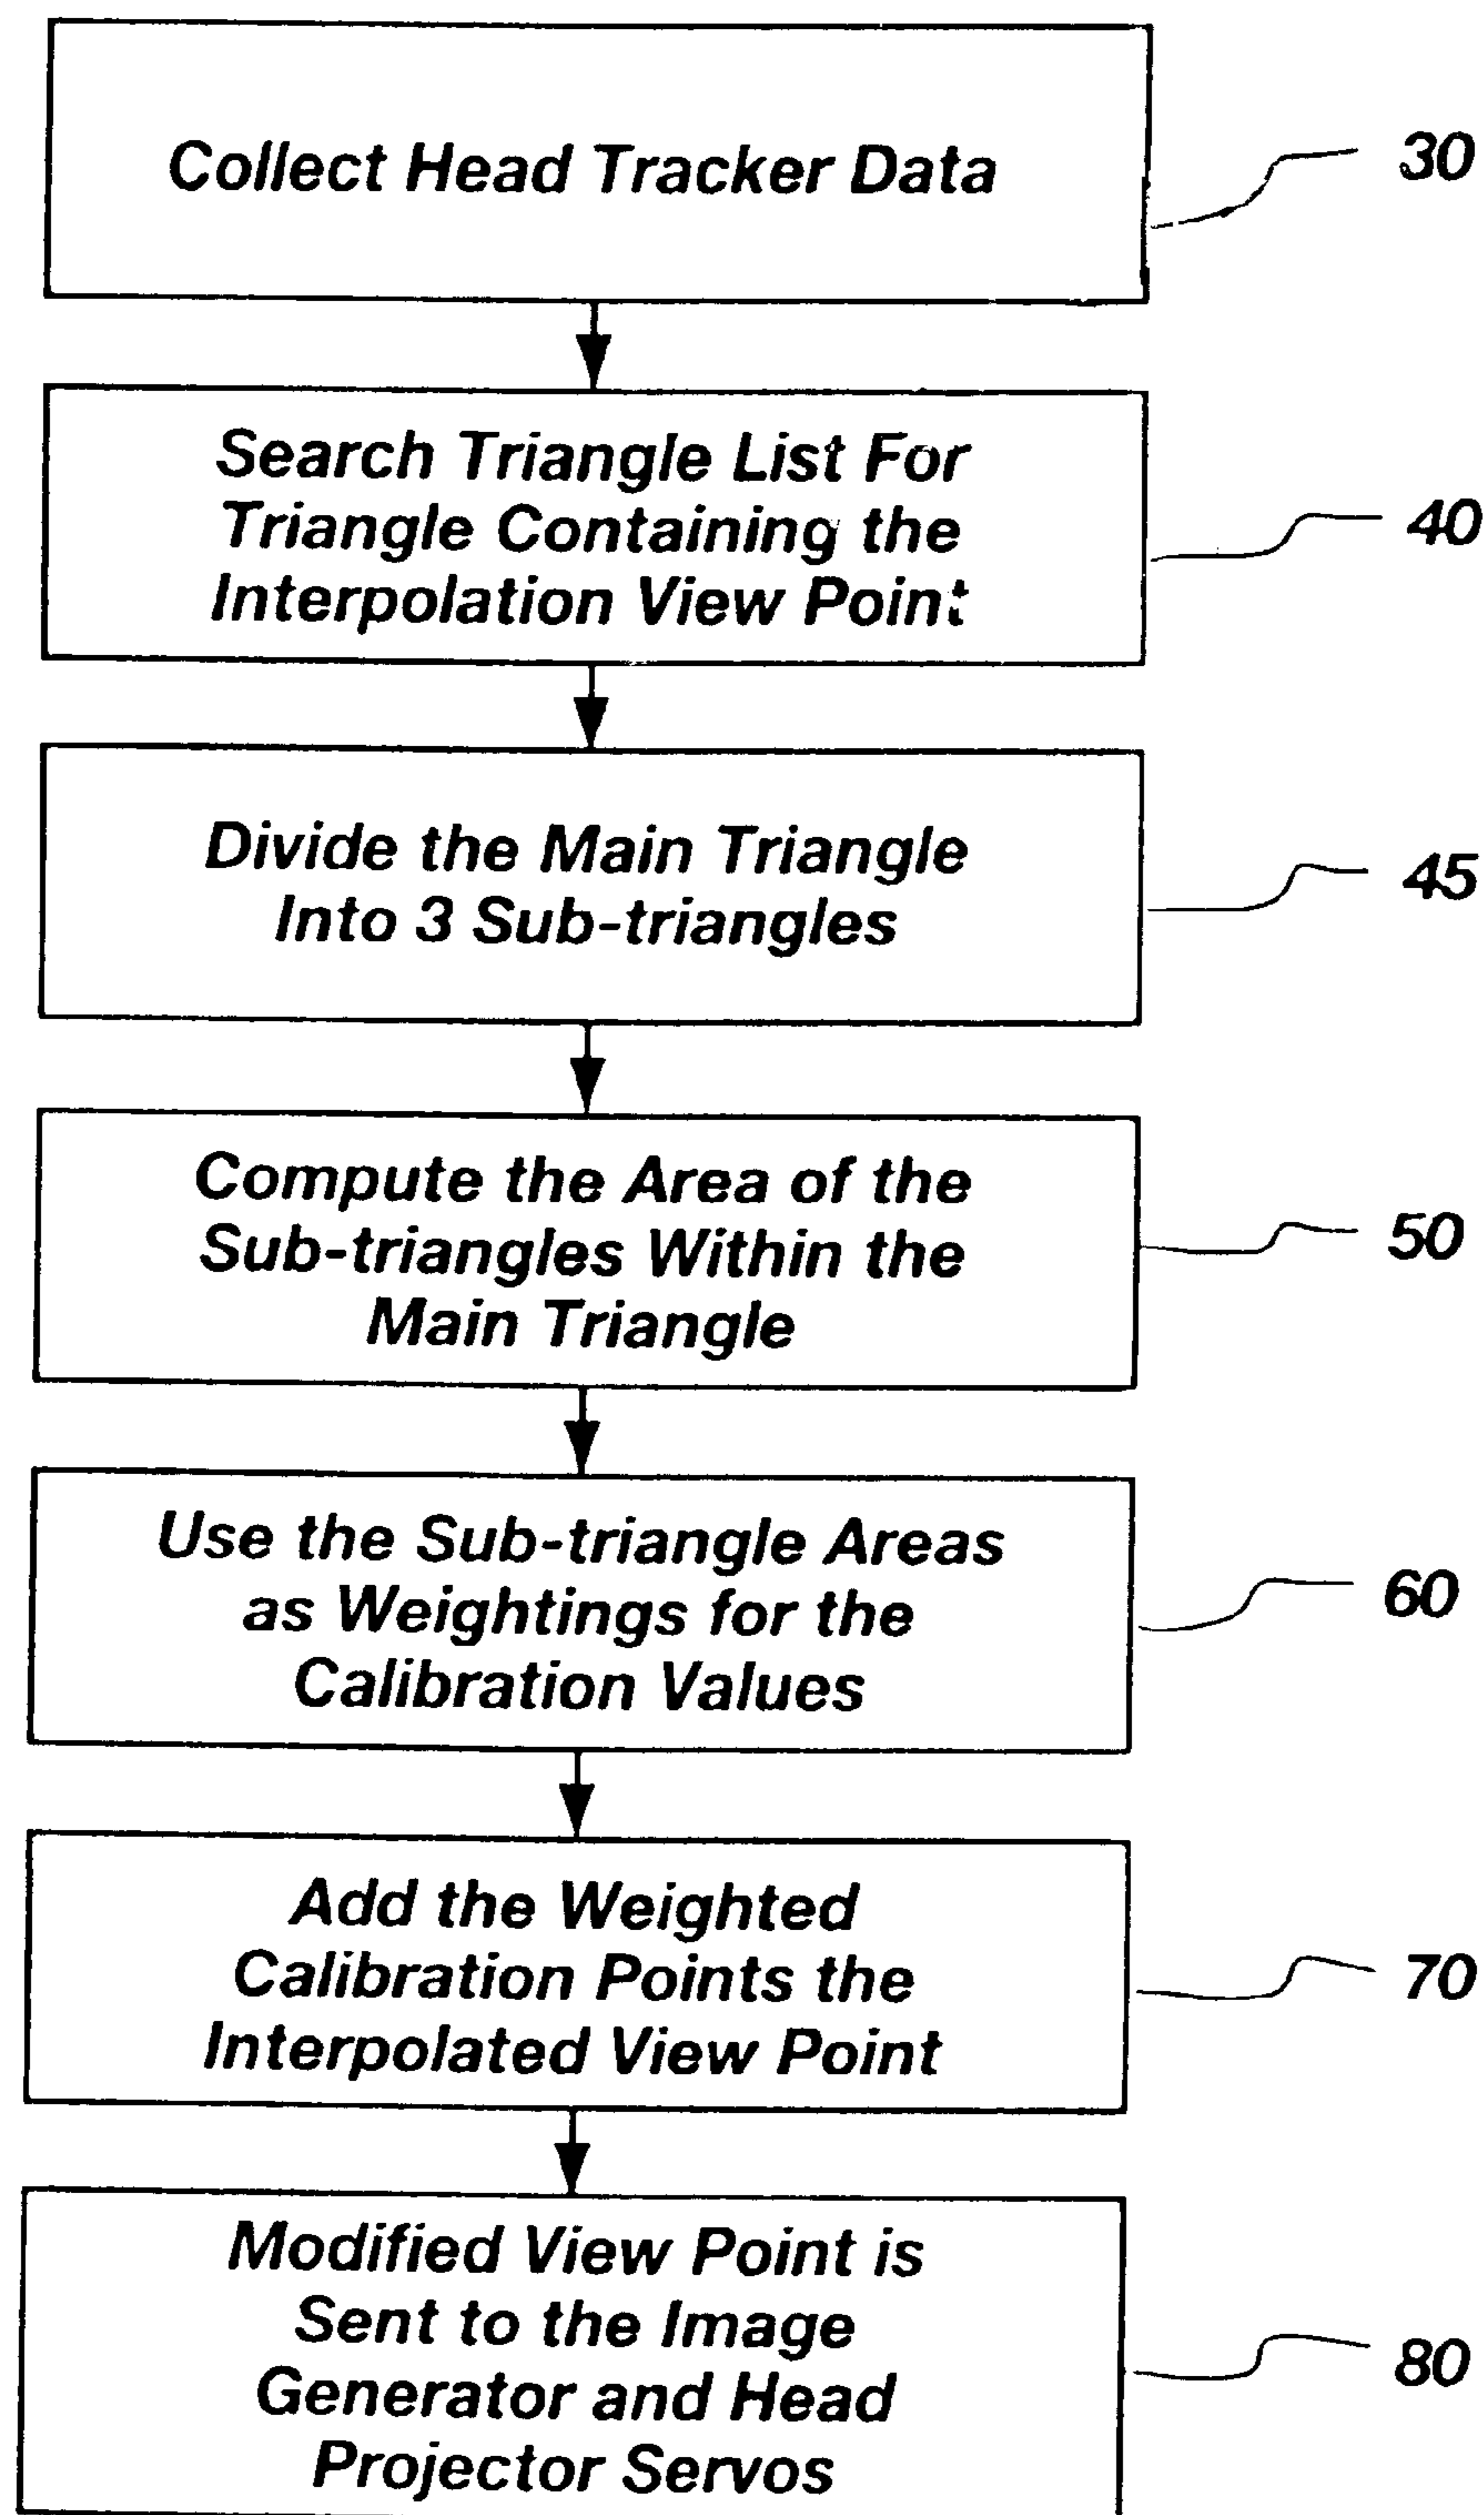 Collect Head Tracker Data
30
Search Triangle List For
Triangle Containing the
Interpolation View Point
40
Divide the Main Triangle
Into 3 Sub-triangles
45
Compute the Area of the
Sub-triangles Within the
Main Triangle
50
Use the Sub-triangle Areas
as Weightings for the
Calibration Values
60
Add the Weighted
Calibration Points the
Interpolated View Point
70
Modified View Point is
Sent to the Image
Generator and Head
Projector Servos
80